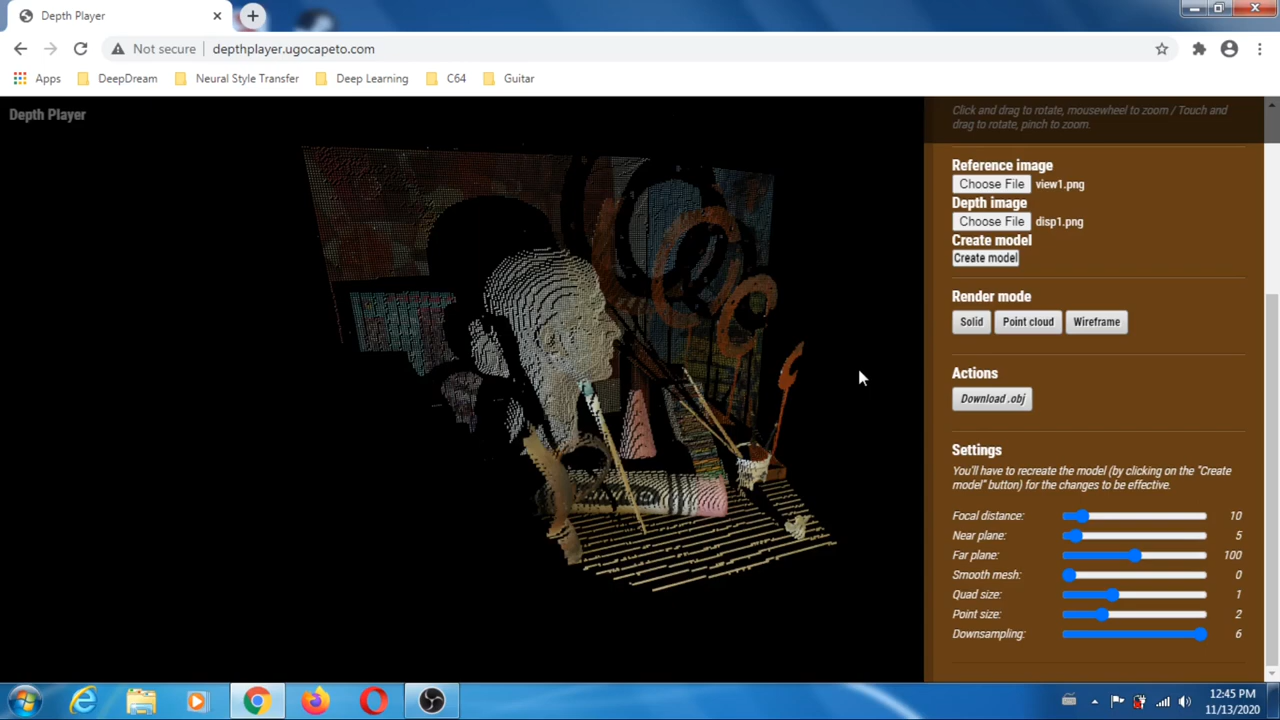 Depth Player
Not secure
depthplayer.ugocapeto.com
Apps
DeepDream
Neural Style Transfer
Deep Learning
C64
Guitar
Depth Player
Click and drag to rotate, mousewheel to zoom / Touch and
drag to rotate, pinch to zoom.
Reference image
Choose File view1.png
Depth image
Choose File disp1.png
Create model
Create model
Render mode
Solid
Point cloud
Wireframe
Actions
Download .obj
Settings
You'll have to recreate the model (by clicking on the "Create
model" button) for the changes to be effective.
Focal distance: 10
Near plane: 5
Far plane: 100
Smooth mesh: 0
Quad size: 1
Point size: 2
Downsampling: 6
12:45 PM
11/13/2020